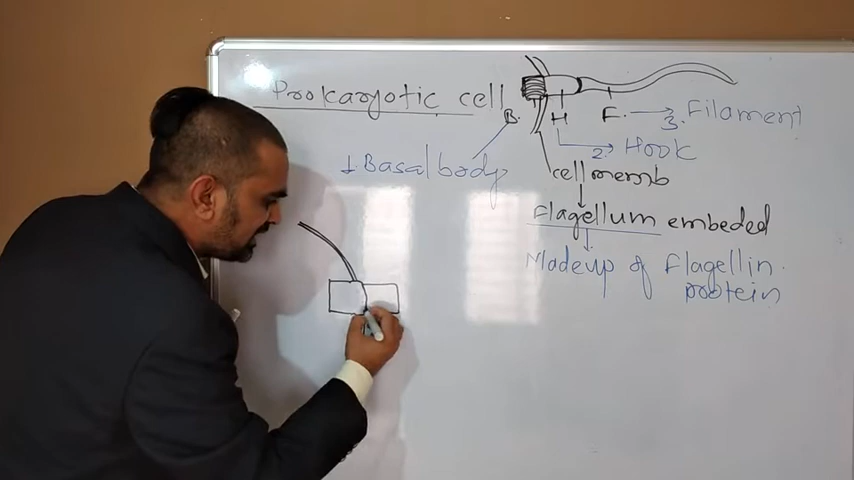 Prokaryotic cell
B.
H
F.
3. Filament
2. Hook
1. Basal body
cell memb
flagellum embeded
Madeup of Flagellin
protein